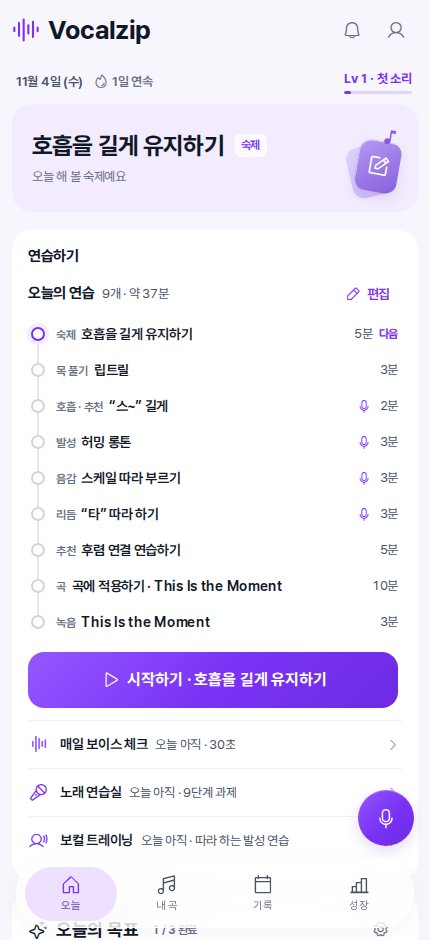 Vocalzip
11월 4일 (수) 1일 연속 Lv 1 · 첫 소리
호흡을 길게 유지하기 숙제
오늘 해 볼 숙제예요
연습하기
오늘의 연습 9개 · 약 37분 편집
숙제 호흡을 길게 유지하기 5분 다음
목 풀기 립트릴 3분
호흡 · 추천 “스~” 길게 2분
발성 허밍 롱톤 3분
음감 스케일 따라 부르기 3분
리듬 “타” 따라 하기 3분
추천 후렴 연결 연습하기 5분
곡 곡에 적용하기 · This Is the Moment 10분
녹음 This Is the Moment 3분
시작하기 · 호흡을 길게 유지하기
매일 보이스 체크 오늘 아직 · 30초
노래 연습실 오늘 아직 · 9단계 과제
보컬 트레이닝 오늘 아직 · 따라 하는 발성 연습
오늘 내 곡 기록 성장
오늘의 목표 1 / 3 완료